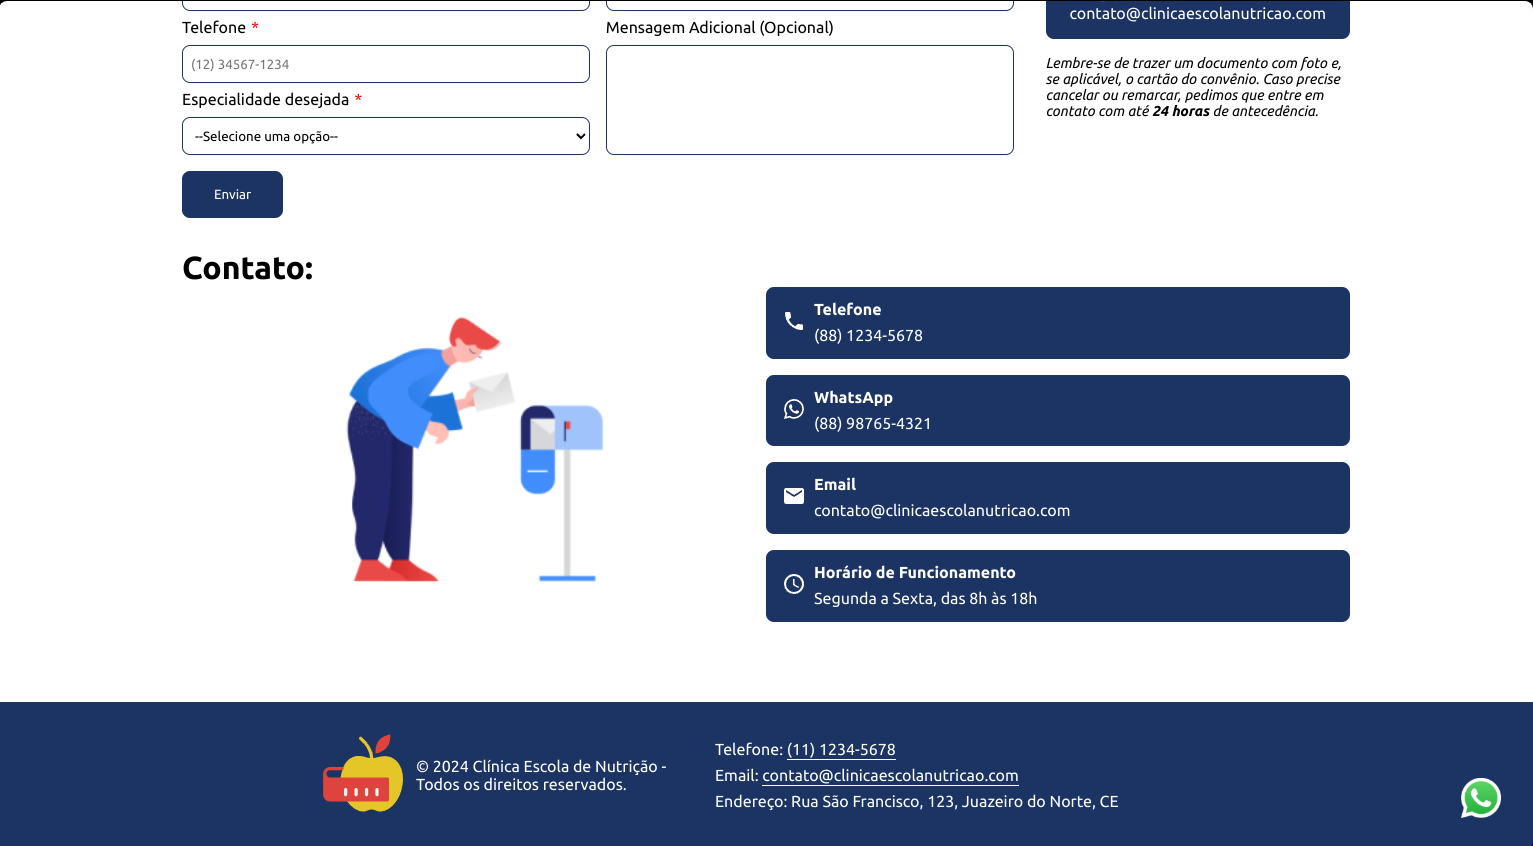 Telefone *
(12) 34567-1234
Especialidade desejada *
--Selecione uma opção--
Enviar
Mensagem Adicional (Opcional)
contato@clinicaescolanutricao.com
Lembre-se de trazer um documento com foto e,
se aplicável, o cartão do convênio. Caso precise
cancelar ou remarcar, pedimos que entre em
contato com até 24 horas de antecedência.
Contato:
Telefone
(88) 1234-5678
WhatsApp
(88) 98765-4321
Email
contato@clinicaescolanutricao.com
Horário de Funcionamento
Segunda a Sexta, das 8h às 18h
© 2024 Clínica Escola de Nutrição -
Todos os direitos reservados.
Telefone: (11) 1234-5678
Email: contato@clinicaescolanutricao.com
Endereço: Rua São Francisco, 123, Juazeiro do Norte, CE